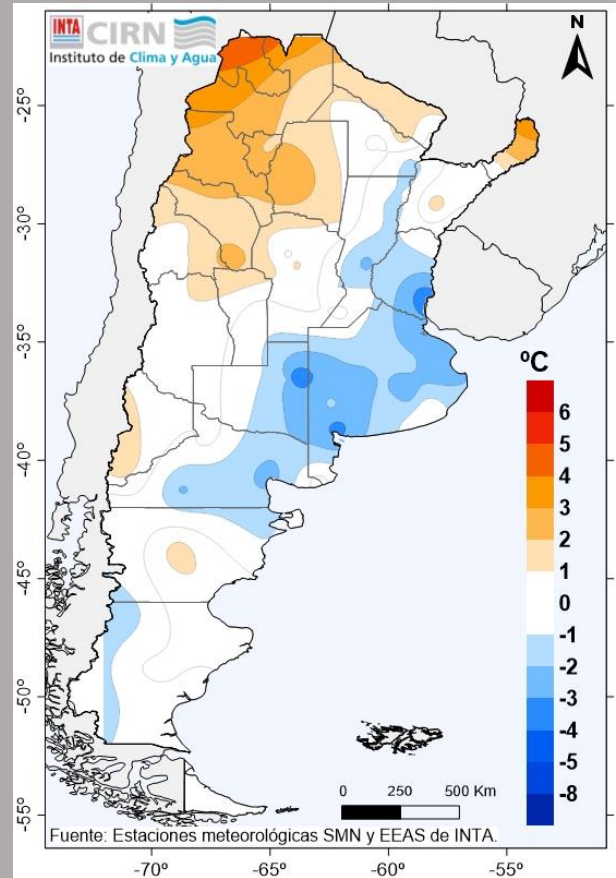 INTA CIRN
Instituto de Clima y Agua
N
-25°
-30°
-35°
-40°
-45°
-50°
-55°
ºC
6
5
4
3
2
1
0
-1
-2
-3
-4
-5
-8
0 250 500 Km
Fuente: Estaciones meteorológicas SMN y EEAS de INTA.
-70° -65° -60° -55°